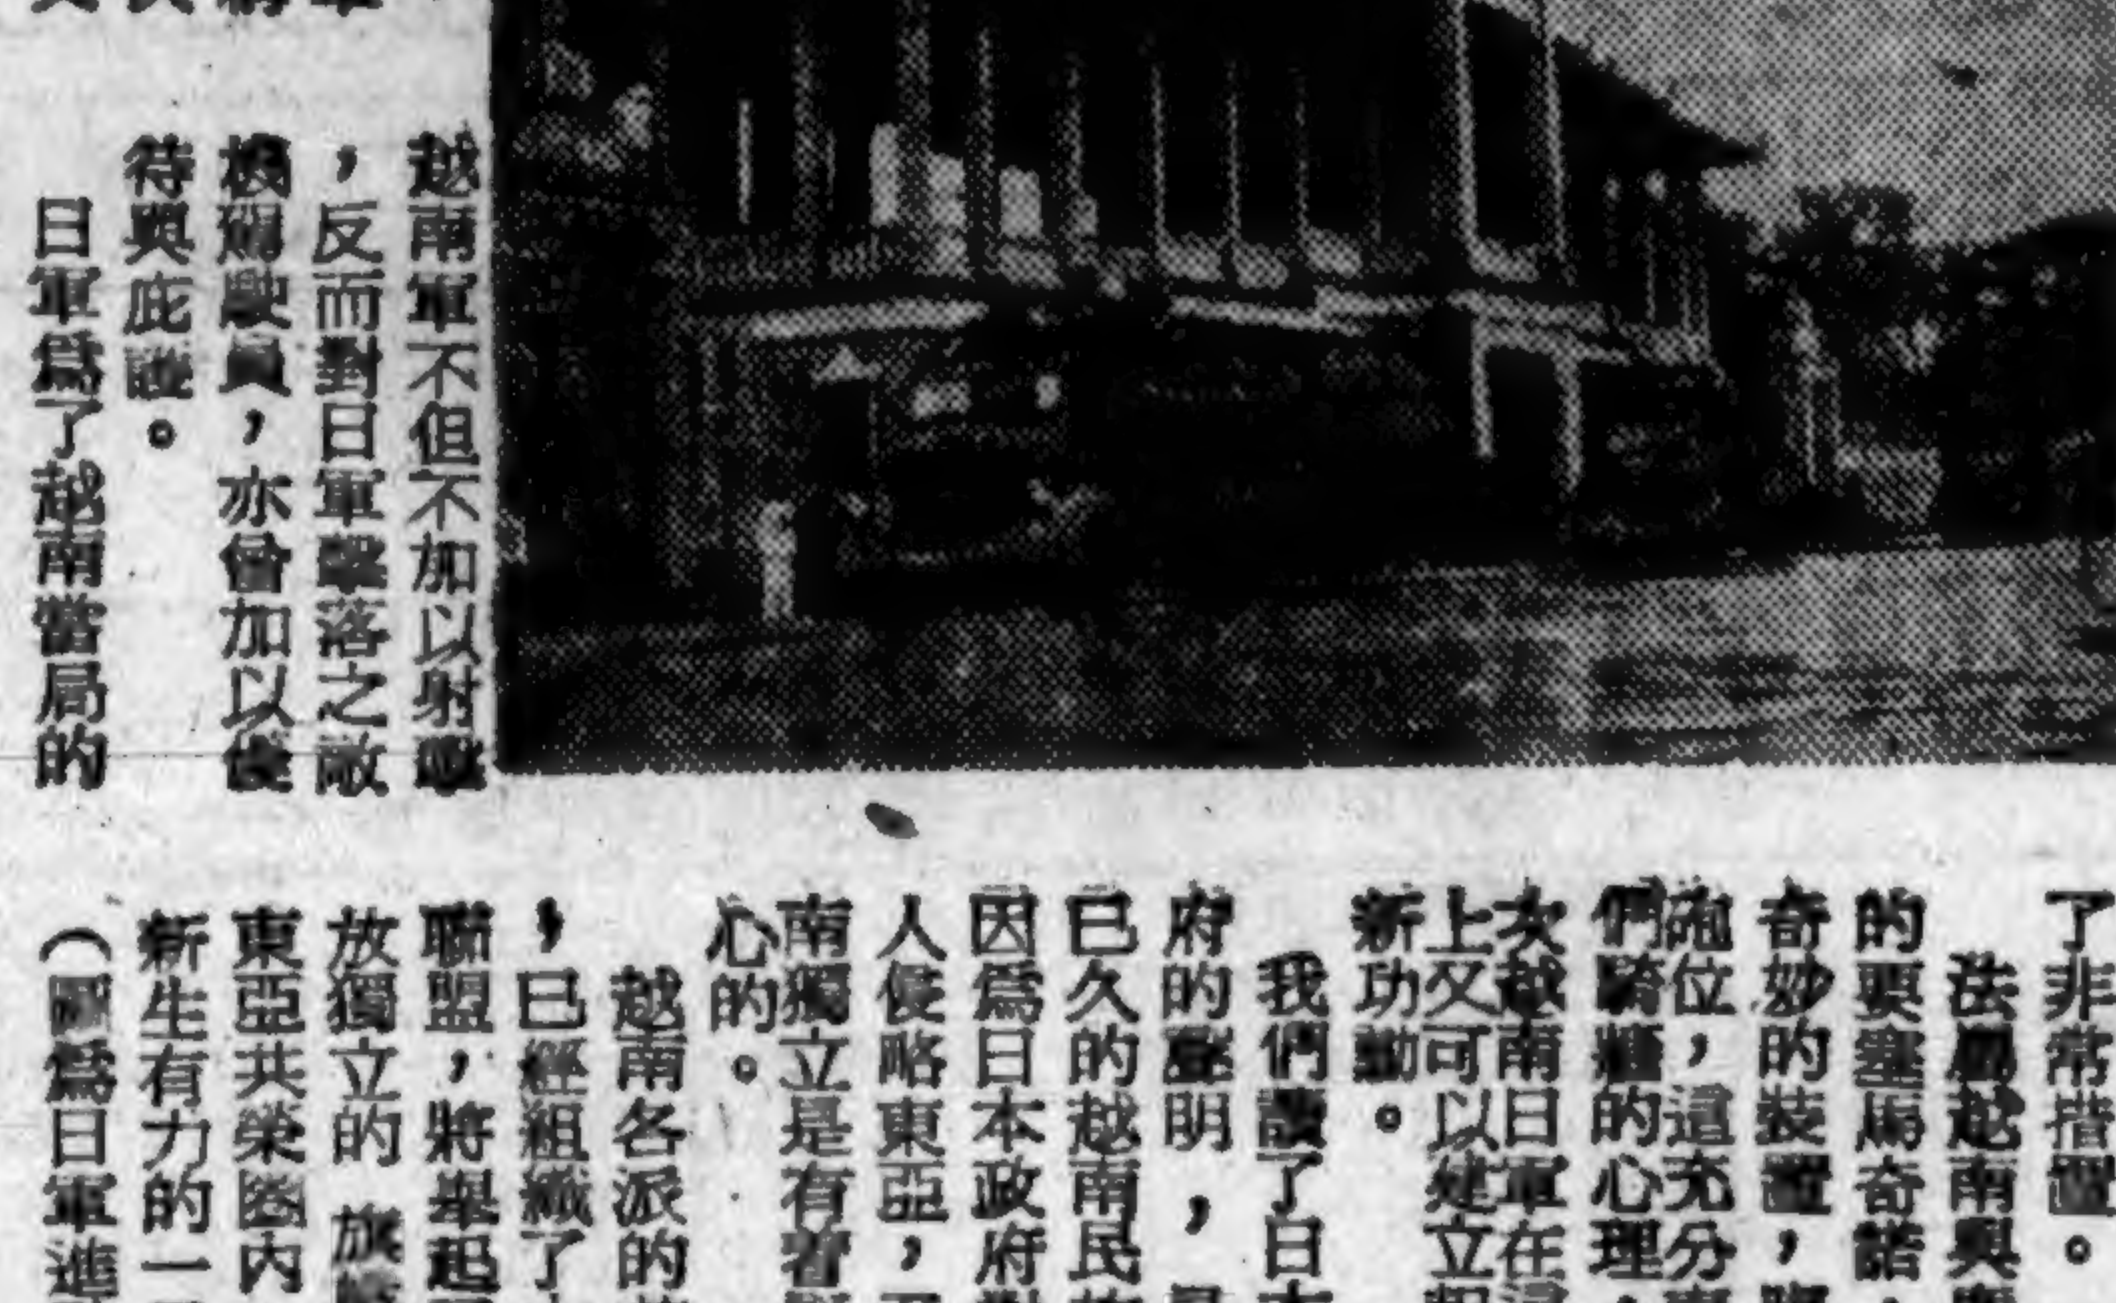 越南軍不但不加以射擊
，反而對日軍擊落之敵
機駕駛員，亦曾加以優
待與庇護。
日軍爲了越南當局的
了非常措置。
法屬越南與
的要塞馬奇諾
奇妙的裝置，
砲位，這充分
們騎牆的心理
次越南日軍在
上又可以建立
新功勳。
我們讀了日
府的聲明，
已久的越南民
因爲日本政府
人侵略東亞，
南獨立是有着
心的。
越南各派的
，已經組織了
聯盟，將舉起
放獨立的 旗
東亞共榮圈內
新生有力的一
（圖爲日軍進